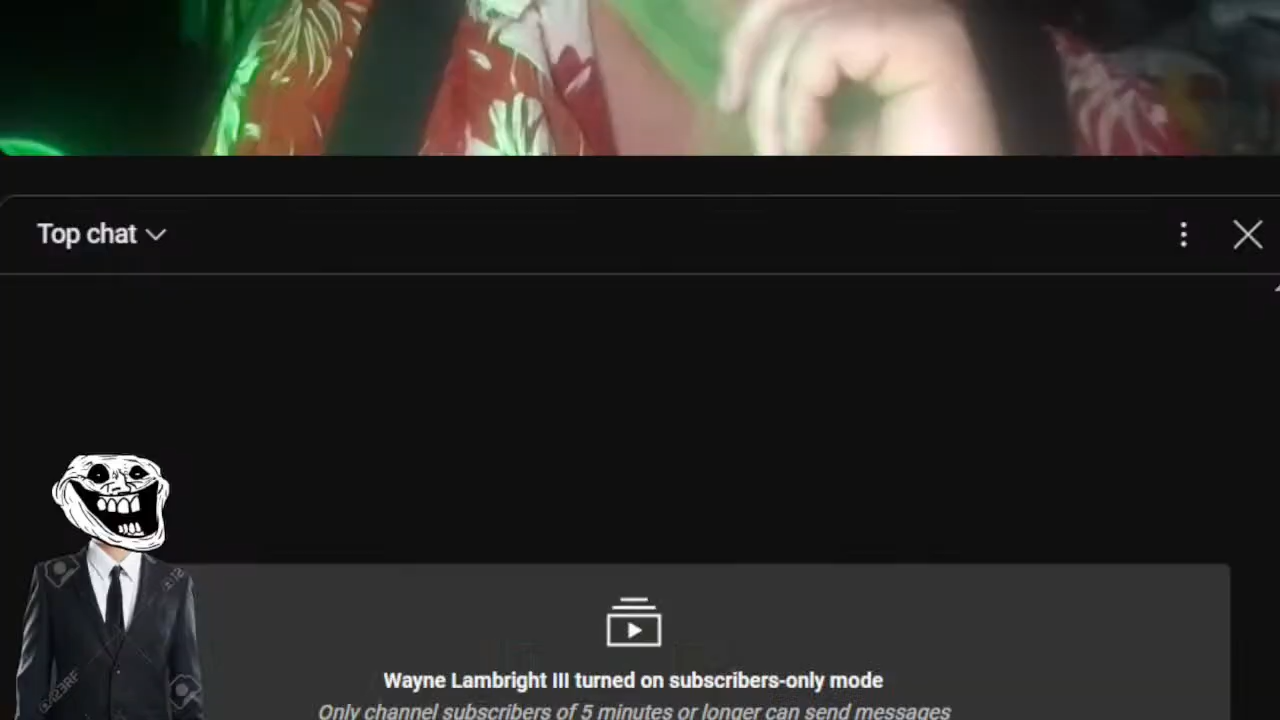 Top chat
Wayne Lambright III turned on subscribers-only mode
Only channel subscribers of 5 minutes or longer can send messages
©123RF